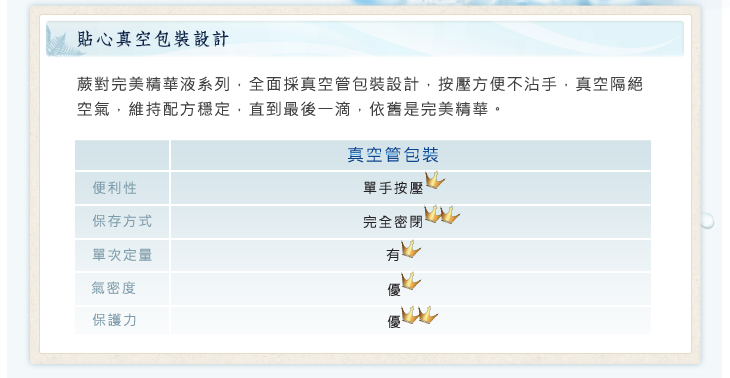 貼心真空包裝設計
蕨對完美精華液系列，全面採真空管包裝設計，按壓方便不沾手，真空隔絕
空氣，維持配方穩定，直到最後一滴，依舊是完美精華。
真空管包裝
便利性 單手按壓
保存方式 完全密閉
單次定量 有
氣密度 優
保護力 優